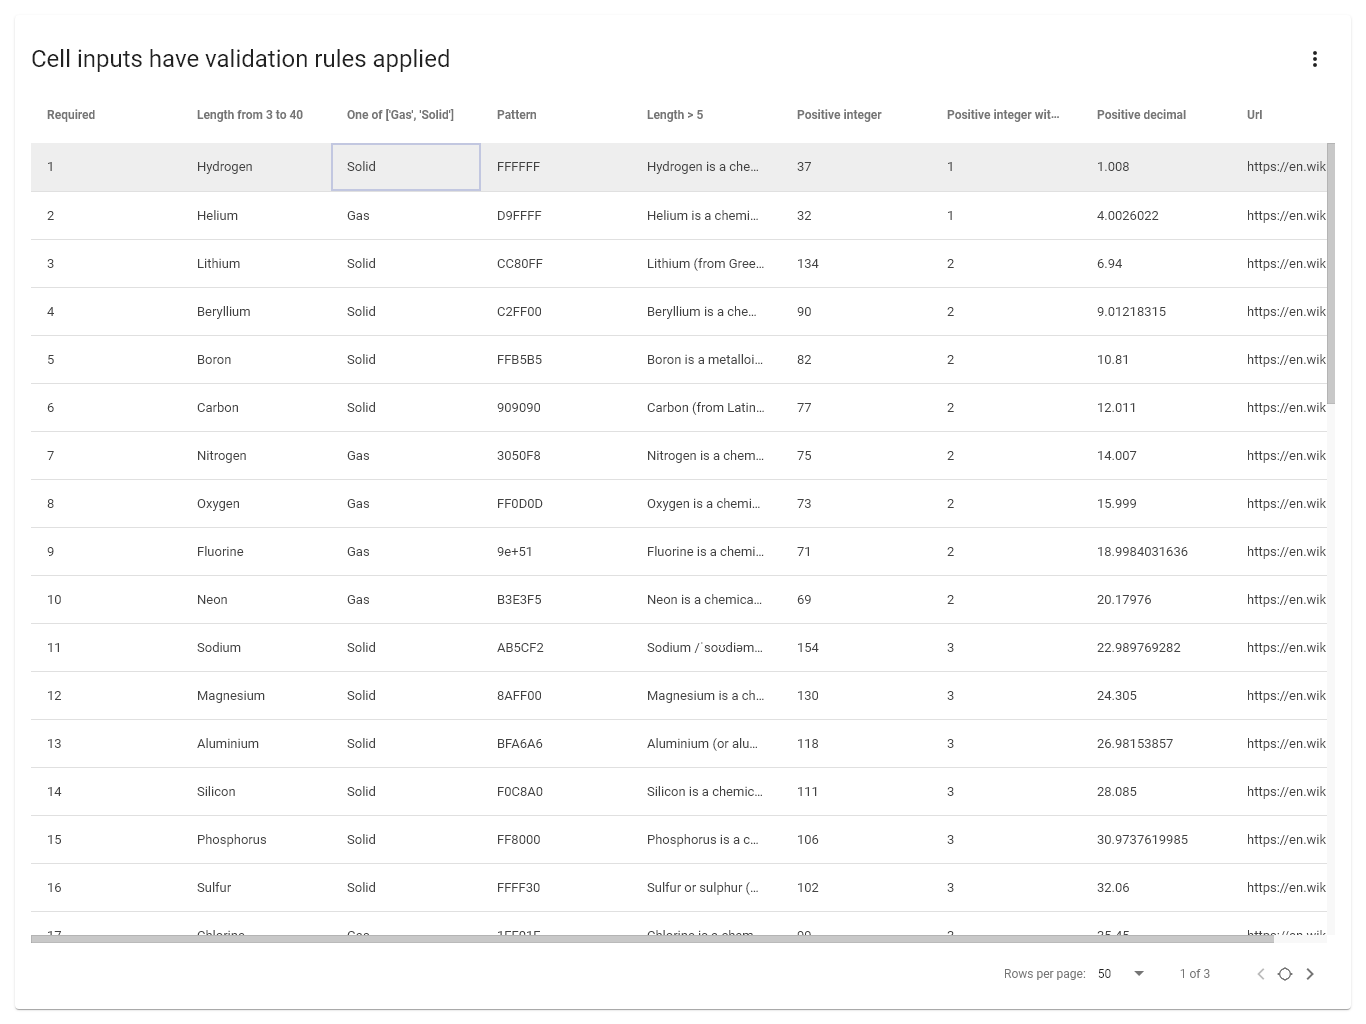 Cell inputs have validation rules applied
Required Length from 3 to 40 One of ['Gas', 'Solid'] Pattern Length > 5 Positive integer Positive integer wit... Positive decimal Url
1 Hydrogen Solid FFFFFF Hydrogen is a che... 37 1 1.008 https://en.wik
2 Helium Gas D9FFFF Helium is a chemi... 32 1 4.0026022 https://en.wik
3 Lithium Solid CC80FF Lithium (from Gree... 134 2 6.94 https://en.wik
4 Beryllium Solid C2FF00 Beryllium is a che... 90 2 9.01218315 https://en.wik
5 Boron Solid FFB5B5 Boron is a metalloi... 82 2 10.81 https://en.wik
6 Carbon Solid 909090 Carbon (from Latin... 77 2 12.011 https://en.wik
7 Nitrogen Gas 3050F8 Nitrogen is a chem... 75 2 14.007 https://en.wik
8 Oxygen Gas FF0D0D Oxygen is a chemi... 73 2 15.999 https://en.wik
9 Fluorine Gas 9e+51 Fluorine is a chemi... 71 2 18.9984031636 https://en.wik
10 Neon Gas B3E3F5 Neon is a chemica... 69 2 20.17976 https://en.wik
11 Sodium Solid AB5CF2 Sodium /ˈsoʊdiəm... 154 3 22.989769282 https://en.wik
12 Magnesium Solid 8AFF00 Magnesium is a ch... 130 3 24.305 https://en.wik
13 Aluminium Solid BFA6A6 Aluminium (or alu... 118 3 26.98153857 https://en.wik
14 Silicon Solid F0C8A0 Silicon is a chemic... 111 3 28.085 https://en.wik
15 Phosphorus Solid FF8000 Phosphorus is a c... 106 3 30.9737619985 https://en.wik
16 Sulfur Solid FFFF30 Sulfur or sulphur (... 102 3 32.06 https://en.wik
17 Chlorine Gas Chlorine is a chem... https://en.wik
Rows per page: 50 1 of 3